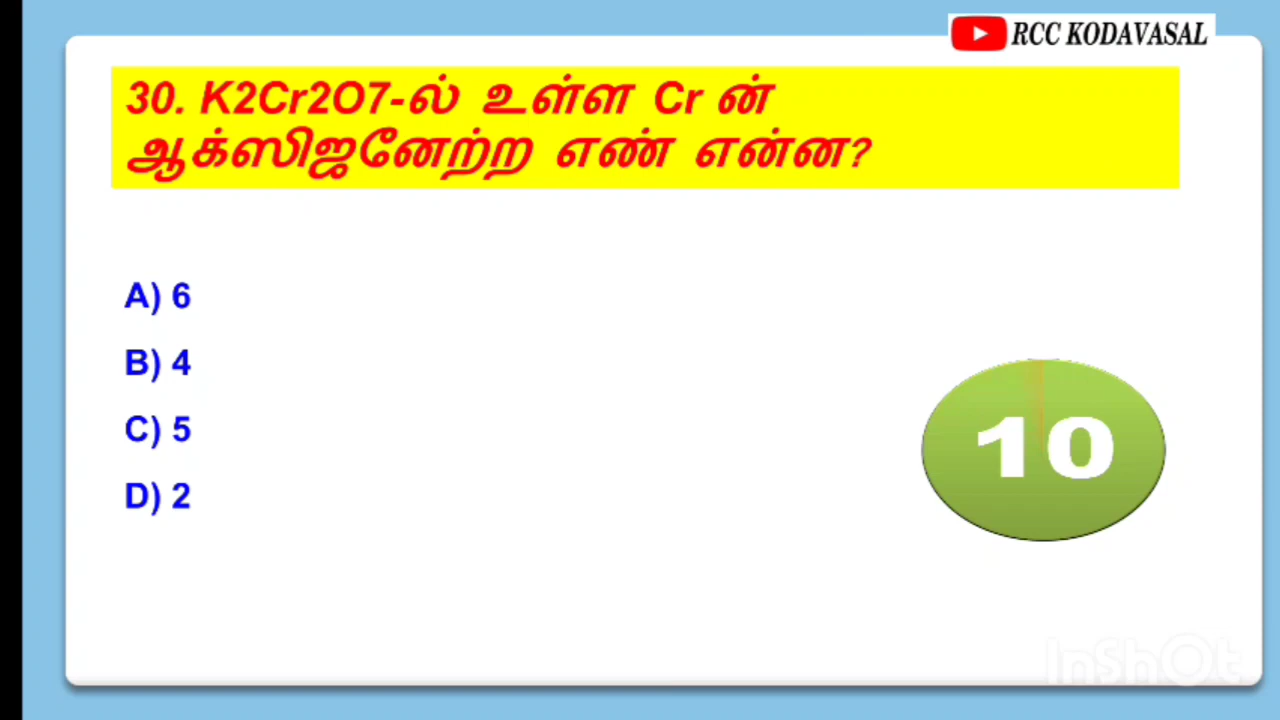 RCC KODAVASAL
30. K2Cr2O7-ல் உள்ள Cr ன்
ஆக்ஸிஜனேற்ற எண் என்ன?
A) 6
B) 4
C) 5
D) 2
10
InShOt